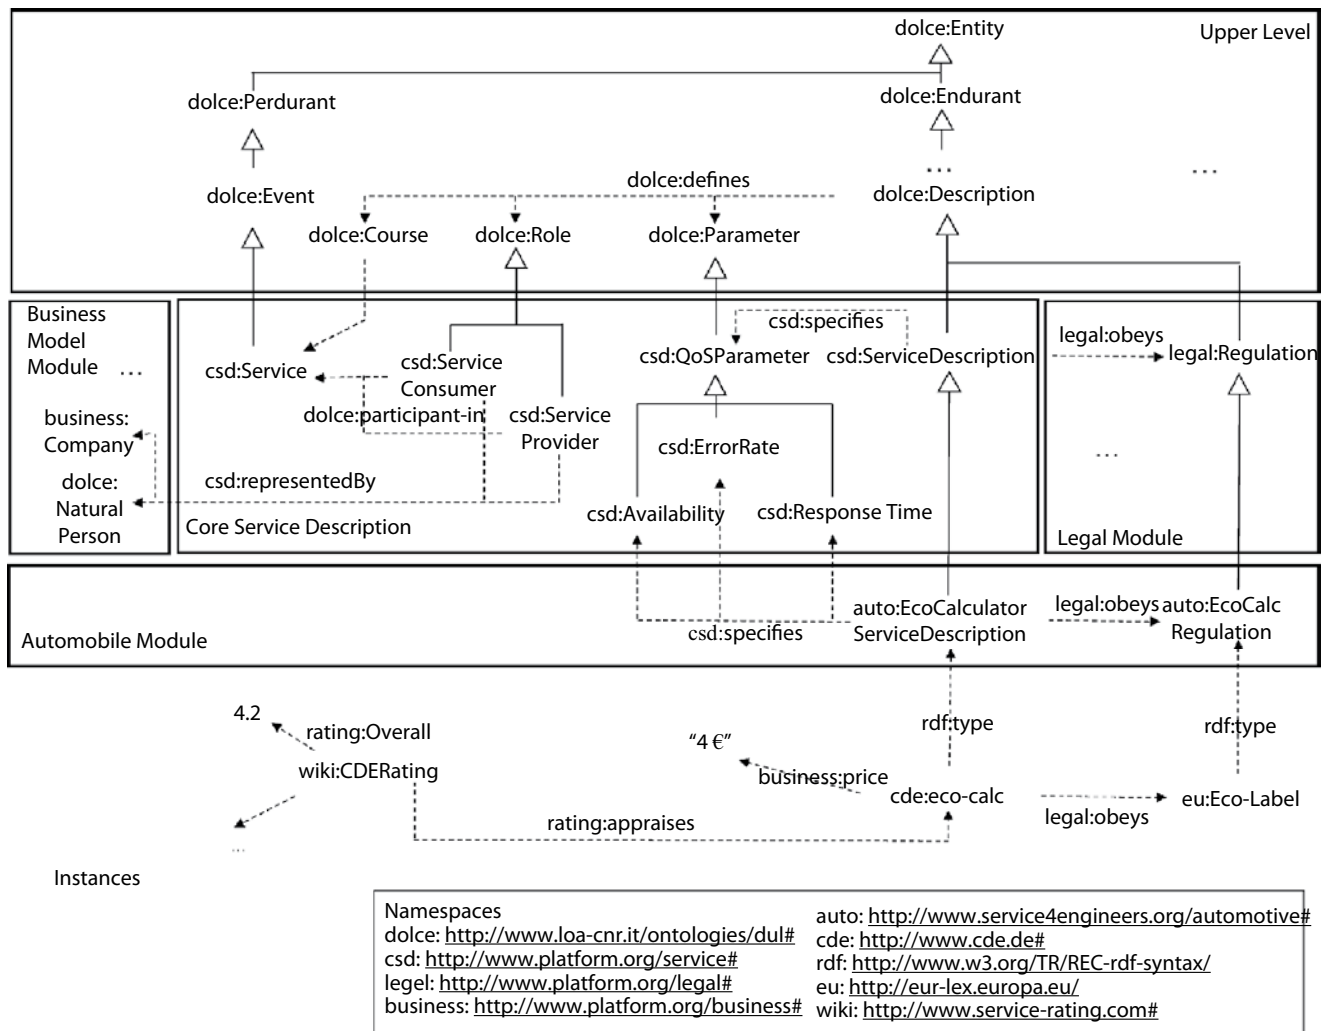 dolce:Entity
Upper Level
dolce:Perdurant
dolce:Endurant
...
...
dolce:Event
dolce:defines
dolce:Description
dolce:Course
dolce:Role
dolce:Parameter
Business
Model
Module ...
csd:specifies
legal:obeys
csd:Service
csd:Service
Consumer
csd:QoSParameter
csd:ServiceDescription
legal:Regulation
business:
Company
dolce:participant-in
csd:Service
Provider
csd:ErrorRate
...
dolce:
Natural
Person
csd:representedBy
csd:Availability
csd:Response Time
Core Service Description
Legal Module
Automobile Module
csd:specifies
auto:EcoCalculator
ServiceDescription
legal:obeys
auto:EcoCalc
Regulation
4.2
rating:Overall
wiki:CDERating
"4 €"
business:price
rdf:type
rdf:type
cde:eco-calc
legal:obeys
eu:Eco-Label
rating:appraises
...
Instances
Namespaces
dolce: http://www.loa-cnr.it/ontologies/dul#
csd: http://www.platform.org/service#
legel: http://www.platform.org/legal#
business: http://www.platform.org/business#
auto: http://www.service4engineers.org/automotive#
cde: http://www.cde.de#
rdf: http://www.w3.org/TR/REC-rdf-syntax/
eu: http://eur-lex.europa.eu/
wiki: http://www.service-rating.com#